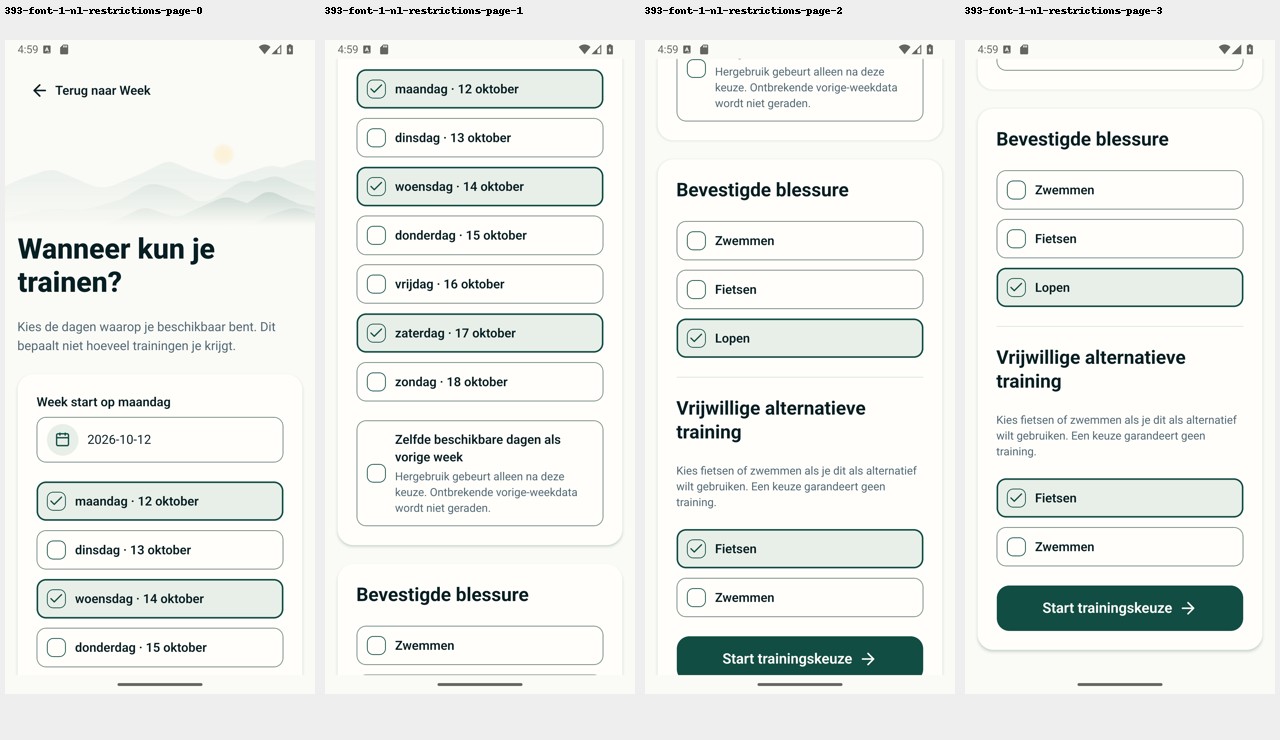 393-font-1-nl-restrictions-page-0
4:59
Terug naar Week
Wanneer kun je
trainen?
Kies de dagen waarop je beschikbaar bent. Dit
bepaalt niet hoeveel trainingen je krijgt.
Week start op maandag
2026-10-12
maandag · 12 oktober
dinsdag · 13 oktober
woensdag · 14 oktober
donderdag · 15 oktober
393-font-1-nl-restrictions-page-1
4:59
maandag · 12 oktober
dinsdag · 13 oktober
woensdag · 14 oktober
donderdag · 15 oktober
vrijdag · 16 oktober
zaterdag · 17 oktober
zondag · 18 oktober
Zelfde beschikbare dagen als
vorige week
Hergebruik gebeurt alleen na deze
keuze. Ontbrekende vorige-weekdata
wordt niet geraden.
Bevestigde blessure
Zwemmen
393-font-1-nl-restrictions-page-2
4:59
Hergebruik gebeurt alleen na deze
keuze. Ontbrekende vorige-weekdata
wordt niet geraden.
Bevestigde blessure
Zwemmen
Fietsen
Lopen
Vrijwillige alternatieve
training
Kies fietsen of zwemmen als je dit als alternatief
wilt gebruiken. Een keuze garandeert geen
training.
Fietsen
Zwemmen
Start trainingskeuze
393-font-1-nl-restrictions-page-3
4:59
Bevestigde blessure
Zwemmen
Fietsen
Lopen
Vrijwillige alternatieve
training
Kies fietsen of zwemmen als je dit als alternatief
wilt gebruiken. Een keuze garandeert geen
training.
Fietsen
Zwemmen
Start trainingskeuze